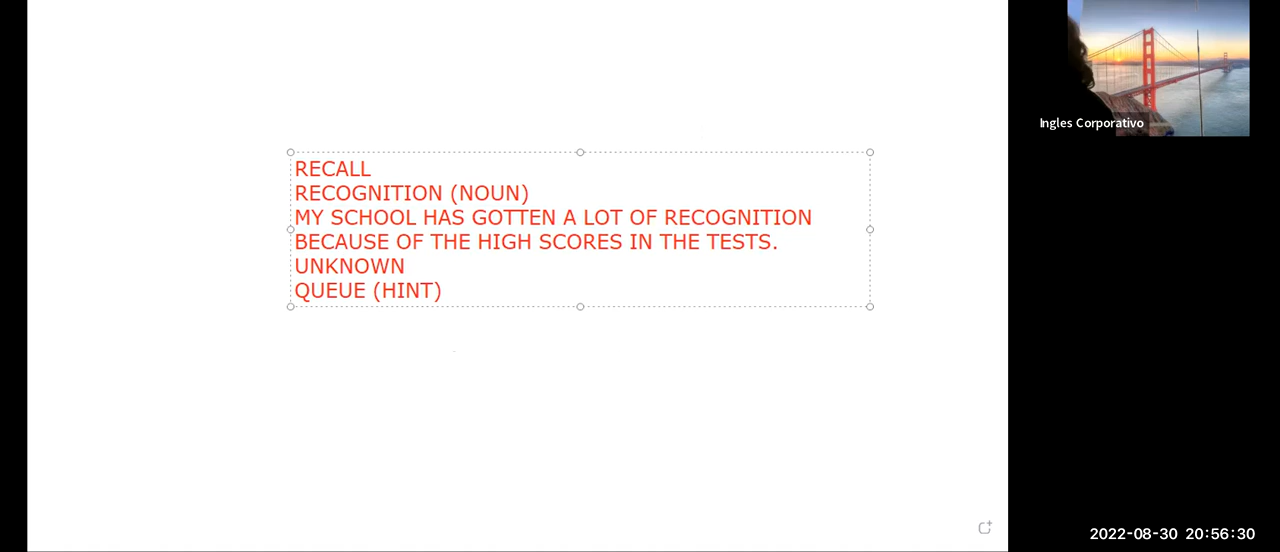 RECALL
RECOGNITION (NOUN)
MY SCHOOL HAS GOTTEN A LOT OF RECOGNITION
BECAUSE OF THE HIGH SCORES IN THE TESTS.
UNKNOWN
QUEUE (HINT)
Ingles Corporativo
2022-08-30 20:56:30